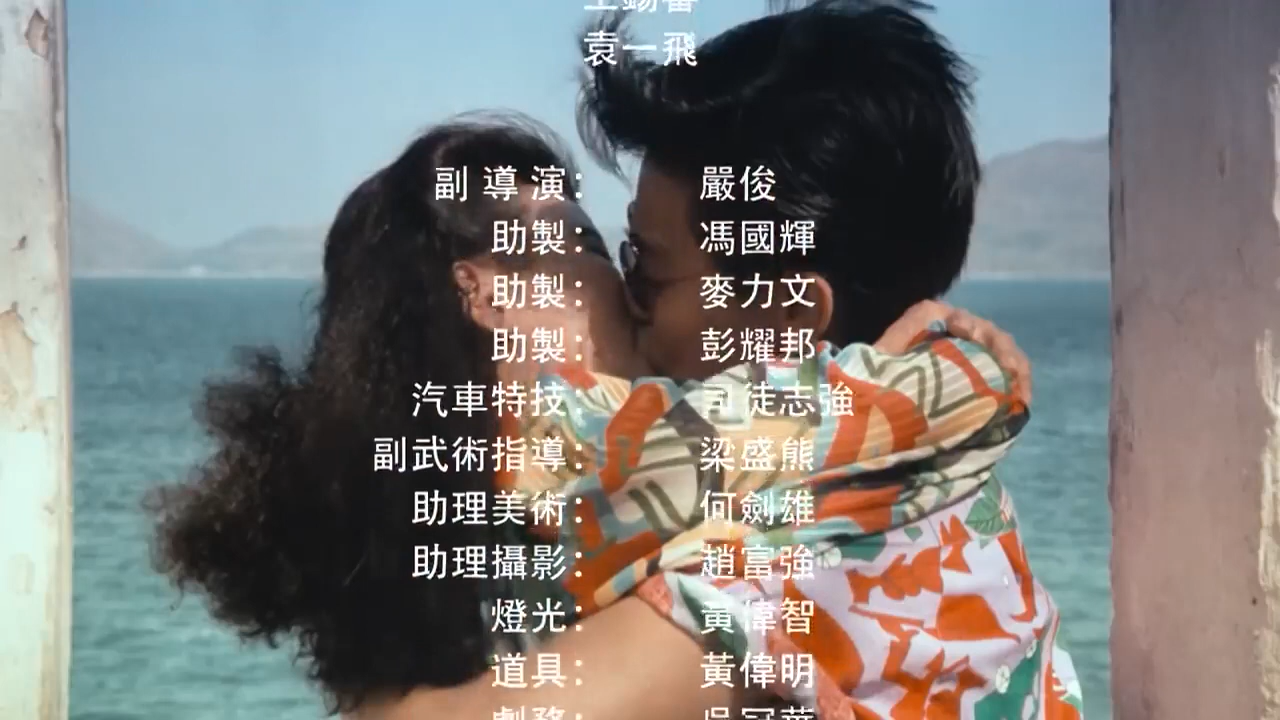 袁一飛
副導演： 嚴俊
助製： 馮國輝
助製： 麥力文
助製： 彭耀邦
汽車特技： 司徒志強
副武術指導： 梁盛熊
助理美術： 何劍雄
助理攝影： 趙富強
燈光： 黃偉智
道具： 黃偉明